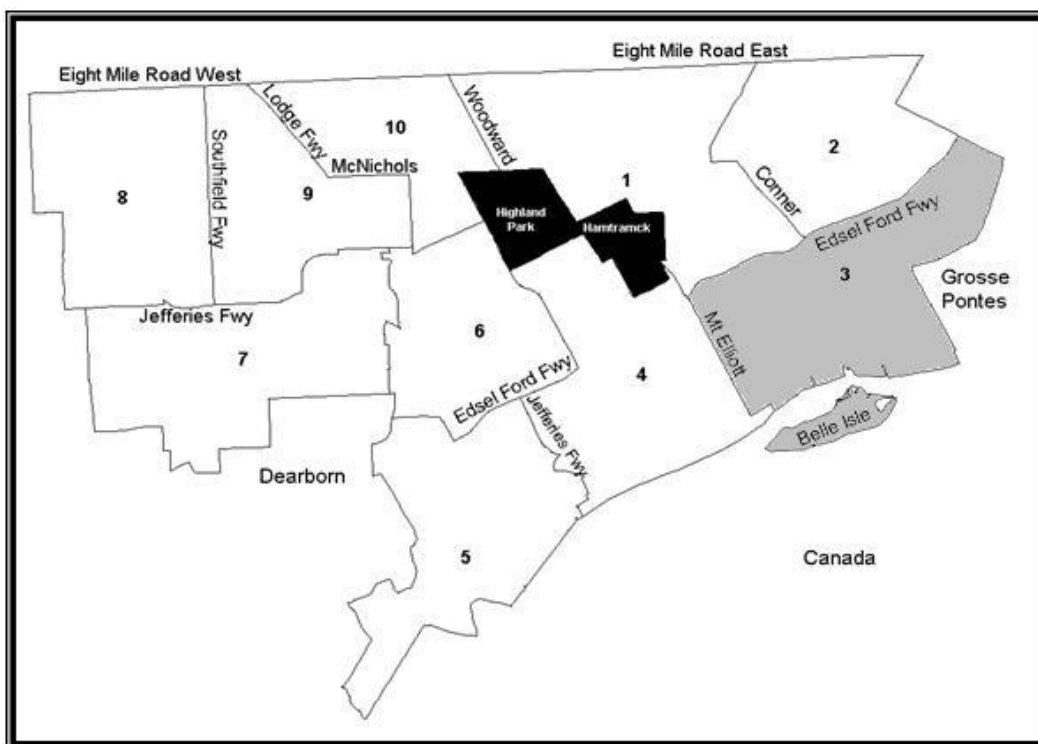 Eight Mile Road East
Eight Mile Road West
Lodge Fwy
Woodward
10
Southfield Fwy
McNichols
2
8
9
1
Conner
Highland
Park
Hamtramck
Edsel Ford Fwy
3
Grosse
Pontes
Jefferies Fwy
7
6
4
Mt Elliott
Edsel Ford Fwy
Jefferies Fwy
Belle Isle
Dearborn
5
Canada